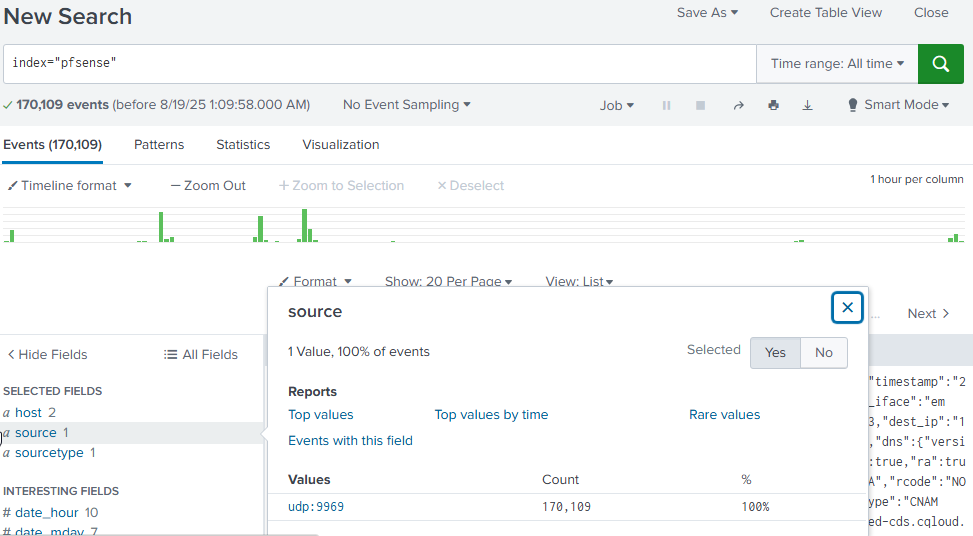 New Search
Save As Create Table View Close
index="pfsense"
Time range: All time
170,109 events (before 8/19/25 1:09:58.000 AM) No Event Sampling Job Smart Mode
Events (170,109) Patterns Statistics Visualization
Timeline format Zoom Out Zoom to Selection Deselect
1 hour per column
Format Show: 20 Per Page View: List
... Next
Hide Fields All Fields
SELECTED FIELDS
a host 2
a source 1
a sourcetype 1
INTERESTING FIELDS
# date_hour 10
# date_mday 7
source
1 Value, 100% of events
Selected Yes No
Reports
Top values Top values by time Rare values
Events with this field
Values Count %
udp:9969 170,109 100%
"timestamp":"2
_iface":"em
3,"dest_ip":"1
,"dns":{"versi
:true,"ra":tru
A","rcode":"NO
ype":"CNAM
ed-cds.cqloud.